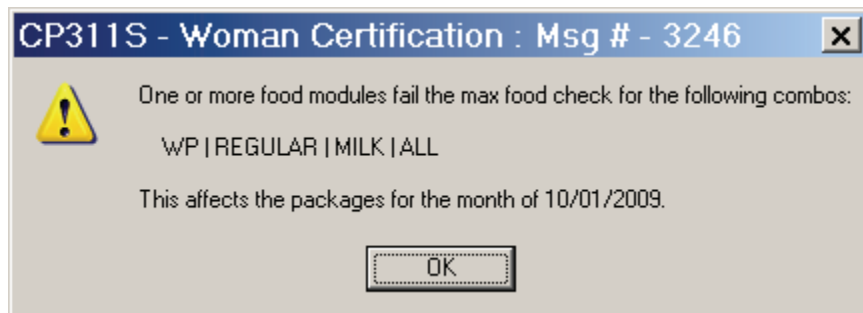 CP311S - Woman Certification : Msg # - 3246
One or more food modules fail the max food check for the following combos:
WP | REGULAR | MILK | ALL
This affects the packages for the month of 10/01/2009.
OK